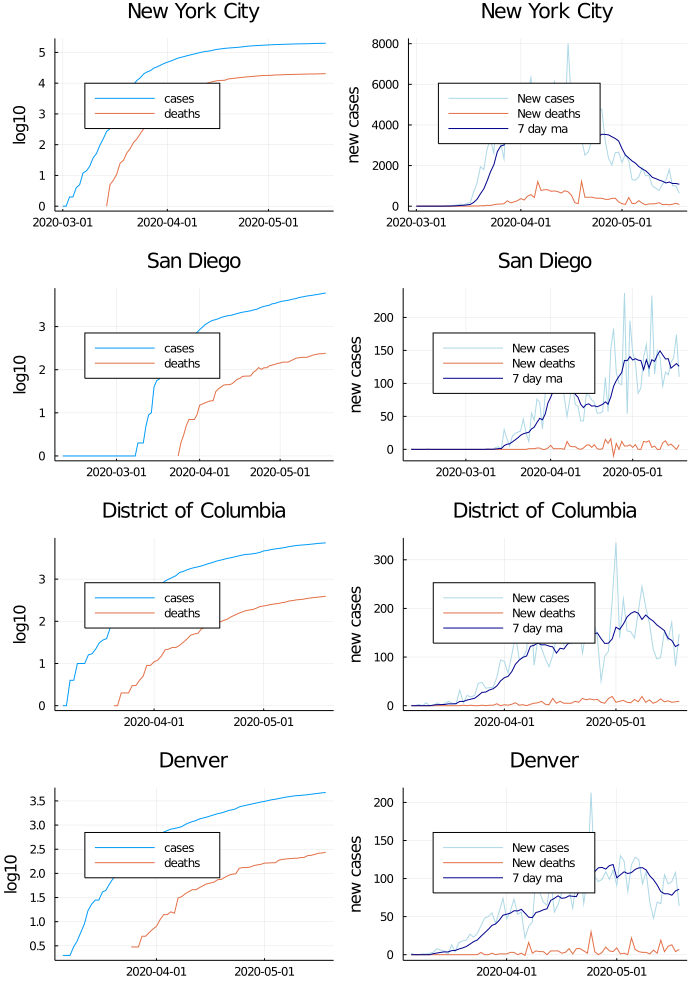 New York City
log10
5
4
3
2
1
0
cases
deaths
2020-03-01 2020-04-01 2020-05-01
New York City
new cases
8000
6000
4000
2000
0
New cases
New deaths
7 day ma
2020-03-01 2020-04-01 2020-05-01
San Diego
log10
3
2
1
0
cases
deaths
2020-03-01 2020-04-01 2020-05-01
San Diego
new cases
200
150
100
50
0
New cases
New deaths
7 day ma
2020-03-01 2020-04-01 2020-05-01
District of Columbia
log10
3
2
1
0
cases
deaths
2020-04-01 2020-05-01
District of Columbia
new cases
300
200
100
0
New cases
New deaths
7 day ma
2020-04-01 2020-05-01
Denver
log10
3.5
3.0
2.5
2.0
1.5
1.0
0.5
cases
deaths
2020-04-01 2020-05-01
Denver
new cases
200
150
100
50
0
New cases
New deaths
7 day ma
2020-04-01 2020-05-01